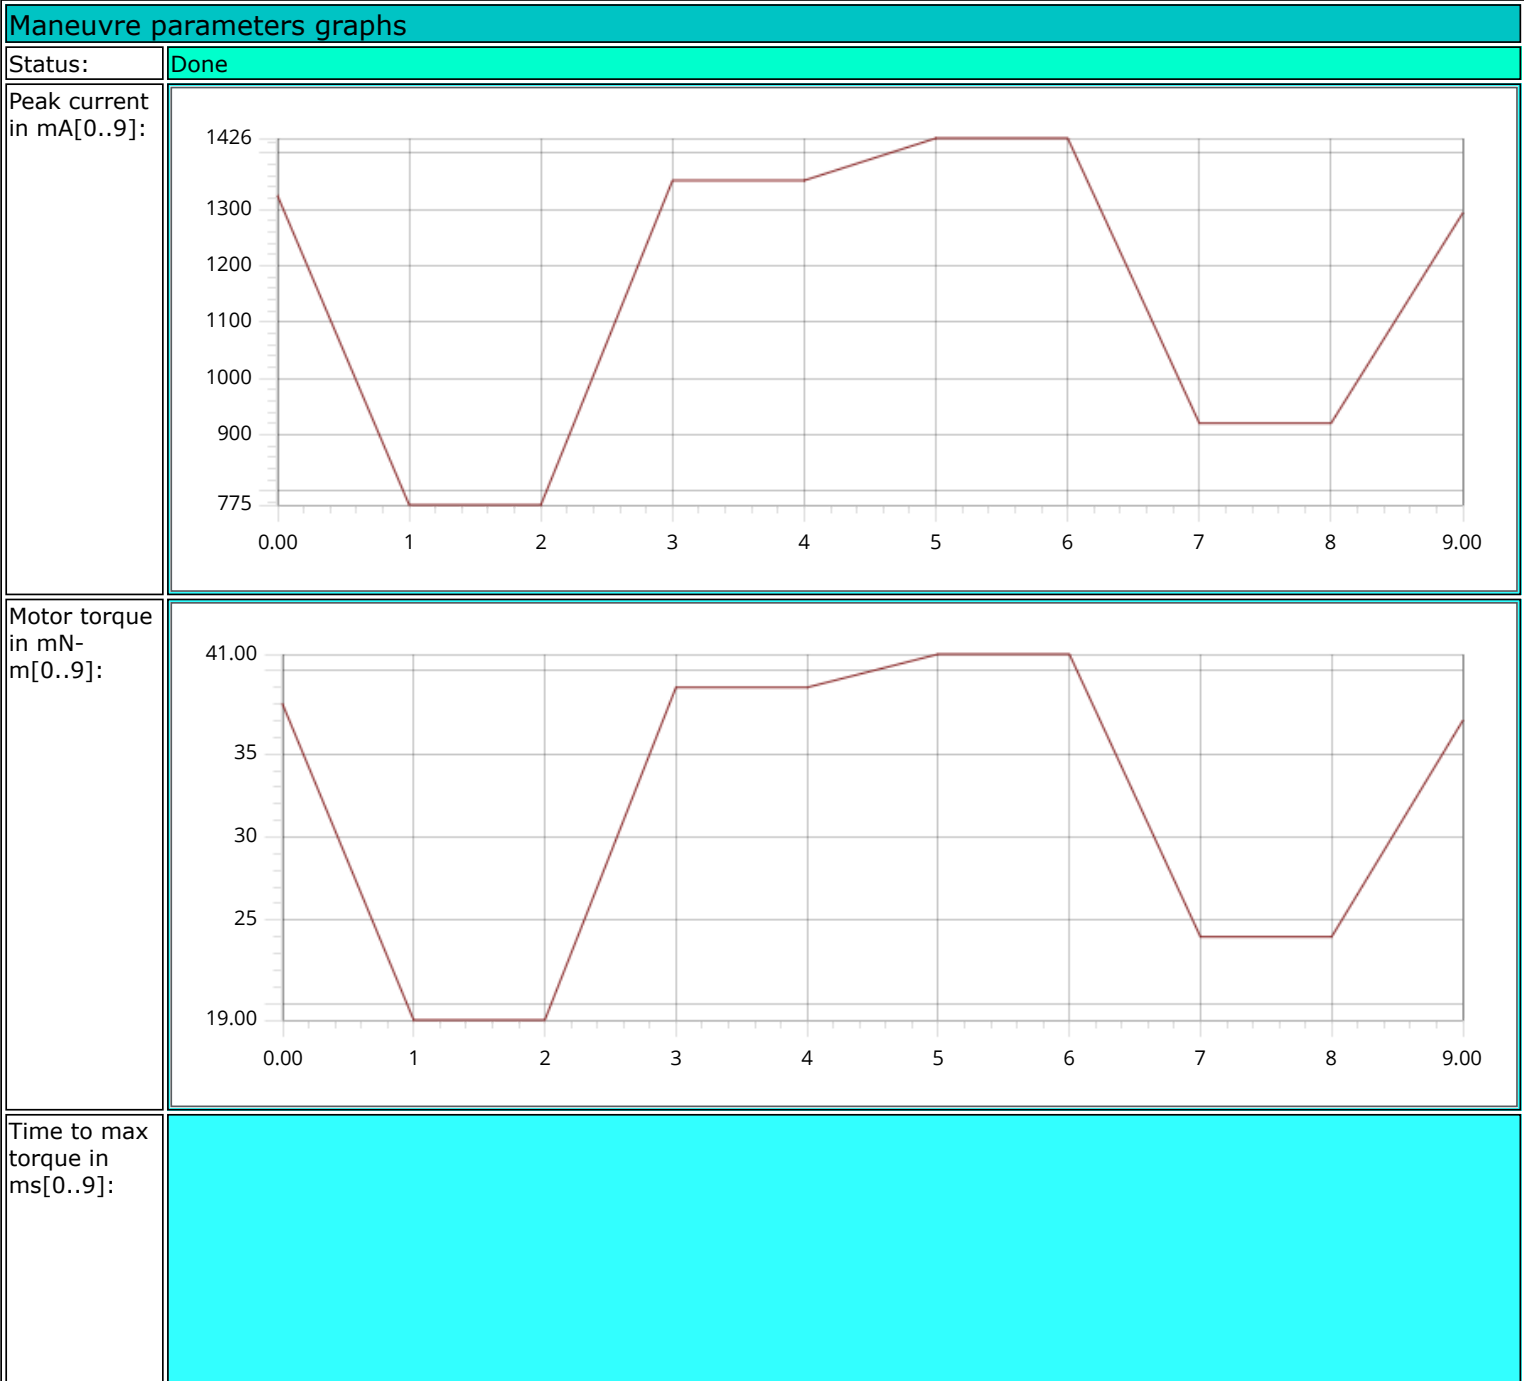 Maneuvre parameters graphs
Status:
Done
Peak current
in mA[0..9]:
1426
1300
1200
1100
1000
900
775
0.00 1 2 3 4 5 6 7 8 9.00
Motor torque
in mN-
m[0..9]:
41.00
35
30
25
19.00
0.00 1 2 3 4 5 6 7 8 9.00
Time to max
torque in
ms[0..9]: